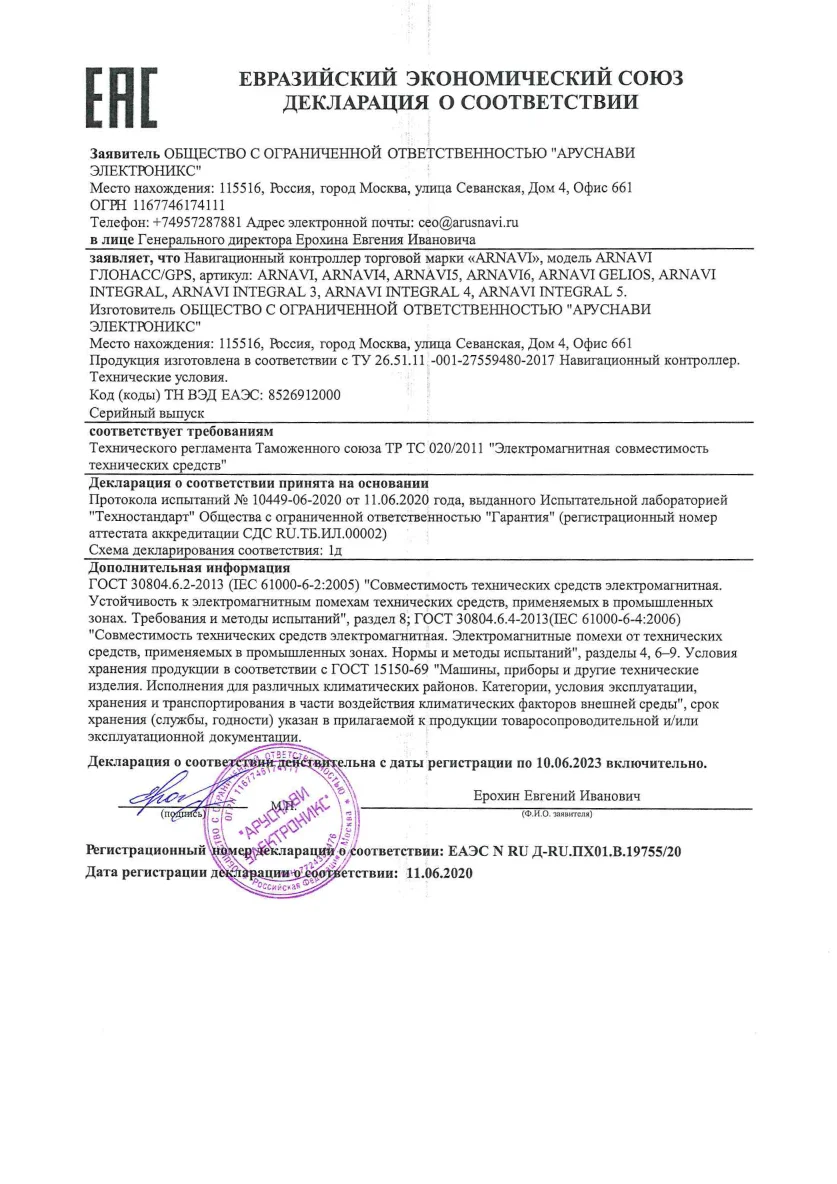 EAC
ЕВРАЗИЙСКИЙ ЭКОНОМИЧЕСКИЙ СОЮЗ
ДЕКЛАРАЦИЯ О СООТВЕТСТВИИ
Заявитель ОБЩЕСТВО С ОГРАНИЧЕННОЙ ОТВЕТСТВЕННОСТЬЮ "АРУСНАВИ
ЭЛЕКТРОНИКС"
Место нахождения: 115516, Россия, город Москва, улица Севанская, Дом 4, Офис 661
ОГРН 1167746174111
Телефон: +74957287881 Адрес электронной почты: ceo@arusnavi.ru
в лице Генерального директора Ерохина Евгения Ивановича
заявляет, что Навигационный контроллер торговой марки «ARNAVI», модель ARNAVI
ГЛОНАСС/GPS, артикул: ARNAVI, ARNAVI4, ARNAVI5, ARNAVI6, ARNAVI GELIOS, ARNAVI
INTEGRAL, ARNAVI INTEGRAL 3, ARNAVI INTEGRAL 4, ARNAVI INTEGRAL 5.
Изготовитель ОБЩЕСТВО С ОГРАНИЧЕННОЙ ОТВЕТСТВЕННОСТЬЮ "АРУСНАВИ
ЭЛЕКТРОНИКС"
Место нахождения: 115516, Россия, город Москва, улица Севанская, Дом 4, Офис 661
Продукция изготовлена в соответствии с ТУ 26.51.11 -001-27559480-2017 Навигационный контроллер.
Технические условия.
Код (коды) ТН ВЭД ЕАЭС: 8526912000
Серийный выпуск
соответствует требованиям
Технического регламента Таможенного союза ТР ТС 020/2011 "Электромагнитная совместимость
технических средств"
Декларация о соответствии принята на основании
Протокола испытаний № 10449-06-2020 от 11.06.2020 года, выданного Испытательной лабораторией
"Техностандарт" Общества с ограниченной ответственностью "Гарантия" (регистрационный номер
аттестата аккредитации СДС RU.ТБ.ИЛ.00002)
Схема декларирования соответствия: 1д
Дополнительная информация
ГОСТ 30804.6.2-2013 (IEC 61000-6-2:2005) "Совместимость технических средств электромагнитная.
Устойчивость к электромагнитным помехам технических средств, применяемых в промышленных
зонах. Требования и методы испытаний", раздел 8; ГОСТ 30804.6.4-2013(IEC 61000-6-4:2006)
"Совместимость технических средств электромагнитная. Электромагнитные помехи от технических
средств, применяемых в промышленных зонах. Нормы и методы испытаний", разделы 4, 6–9. Условия
хранения продукции в соответствии с ГОСТ 15150-69 "Машины, приборы и другие технические
изделия. Исполнения для различных климатических районов. Категории, условия эксплуатации,
хранения и транспортирования в части воздействия климатических факторов внешней среды", срок
хранения (службы, годности) указан в прилагаемой к продукции товаросопроводительной и/или
эксплуатационной документации.
Декларация о соответствии действительна с даты регистрации по 10.06.2023 включительно.
Ерохин Евгений Иванович
(подпись)
М.П.
(Ф.И.О. заявителя)
"АРУСНАВИ
ЭЛЕКТРОНИКС"
ОГРН 1167746174111
Российская Федерация Москва
Регистрационный номер декларации о соответствии: ЕАЭС N RU Д-RU.ПХ01.В.19755/20
Дата регистрации декларации о соответствии: 11.06.2020